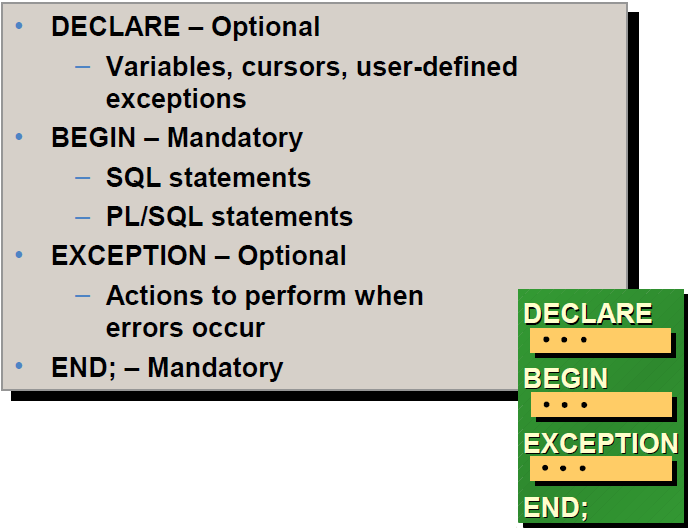 • DECLARE – Optional
– Variables, cursors, user-defined
exceptions
• BEGIN – Mandatory
– SQL statements
– PL/SQL statements
• EXCEPTION – Optional
– Actions to perform when
errors occur
• END; – Mandatory
DECLARE
• • •
BEGIN
• • •
EXCEPTION
• • •
END;